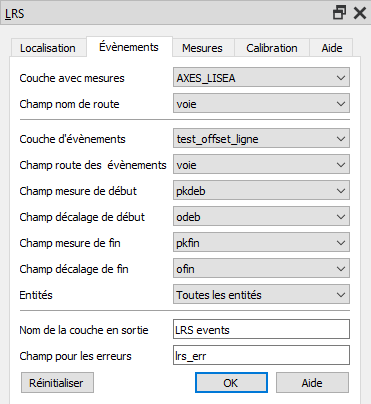 LRS
Localisation Évènements Mesures Calibration Aide
Couche avec mesures AXES_LISEA
Champ nom de route voie
Couche d'évènements test_offset_ligne
Champ route des évènements voie
Champ mesure de début pkdeb
Champ décalage de début odeb
Champ mesure de fin pkfin
Champ décalage de fin ofin
Entités Toutes les entités
Nom de la couche en sortie LRS events
Champ pour les erreurs lrs_err
Réinitialiser OK Aide